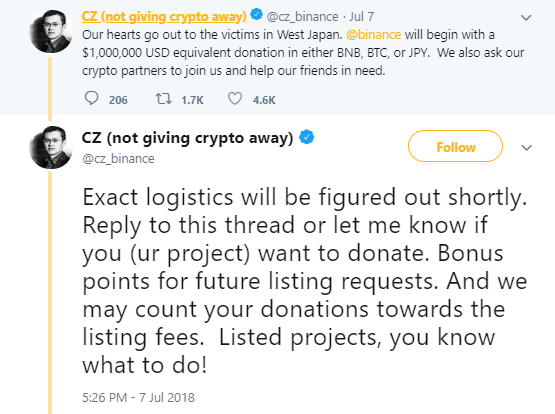 CZ (not giving crypto away) @cz_binance · Jul 7
Our hearts go out to the victims in West Japan. @binance will begin with a
$1,000,000 USD equivalent donation in either BNB, BTC, or JPY. We also ask our
crypto partners to join us and help our friends in need.
206 1.7K 4.6K
CZ (not giving crypto away)
@cz_binance
Follow
Exact logistics will be figured out shortly.
Reply to this thread or let me know if
you (ur project) want to donate. Bonus
points for future listing requests. And we
may count your donations towards the
listing fees. Listed projects, you know
what to do!
5:26 PM - 7 Jul 2018